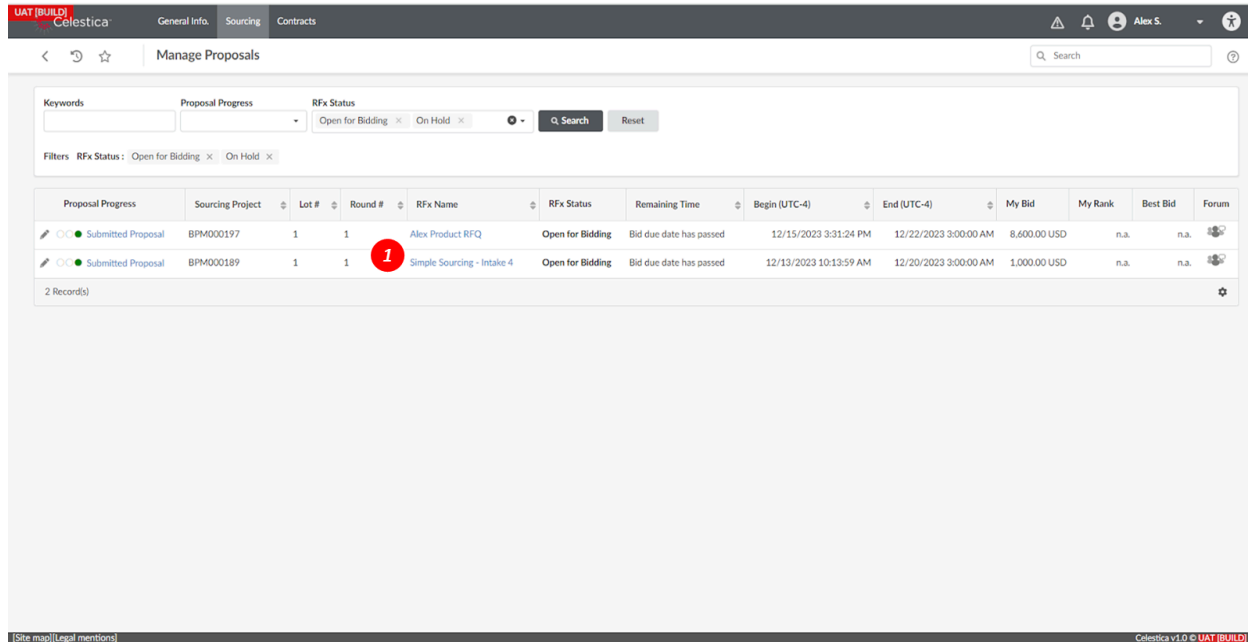 UAT [BUILD]
Celestica General Info. Sourcing Contracts Alex S.
Manage Proposals Search
Keywords Proposal Progress RFx Status
Open for Bidding × On Hold × Search Reset
Filters RFx Status : Open for Bidding × On Hold ×
Proposal Progress Sourcing Project Lot # Round # RFx Name RFx Status Remaining Time Begin (UTC-4) End (UTC-4) My Bid My Rank Best Bid Forum
Submitted Proposal BPM000197 1 1 Alex Product RFQ Open for Bidding Bid due date has passed 12/15/2023 3:31:24 PM 12/22/2023 3:00:00 AM 8,600.00 USD n.a. n.a.
1
Submitted Proposal BPM000189 1 1 Simple Sourcing - Intake 4 Open for Bidding Bid due date has passed 12/13/2023 10:13:59 AM 12/20/2023 3:00:00 AM 1,000.00 USD n.a. n.a.
2 Record(s)
[Site map][Legal mentions] Celestica v1.0 © UAT [BUILD]